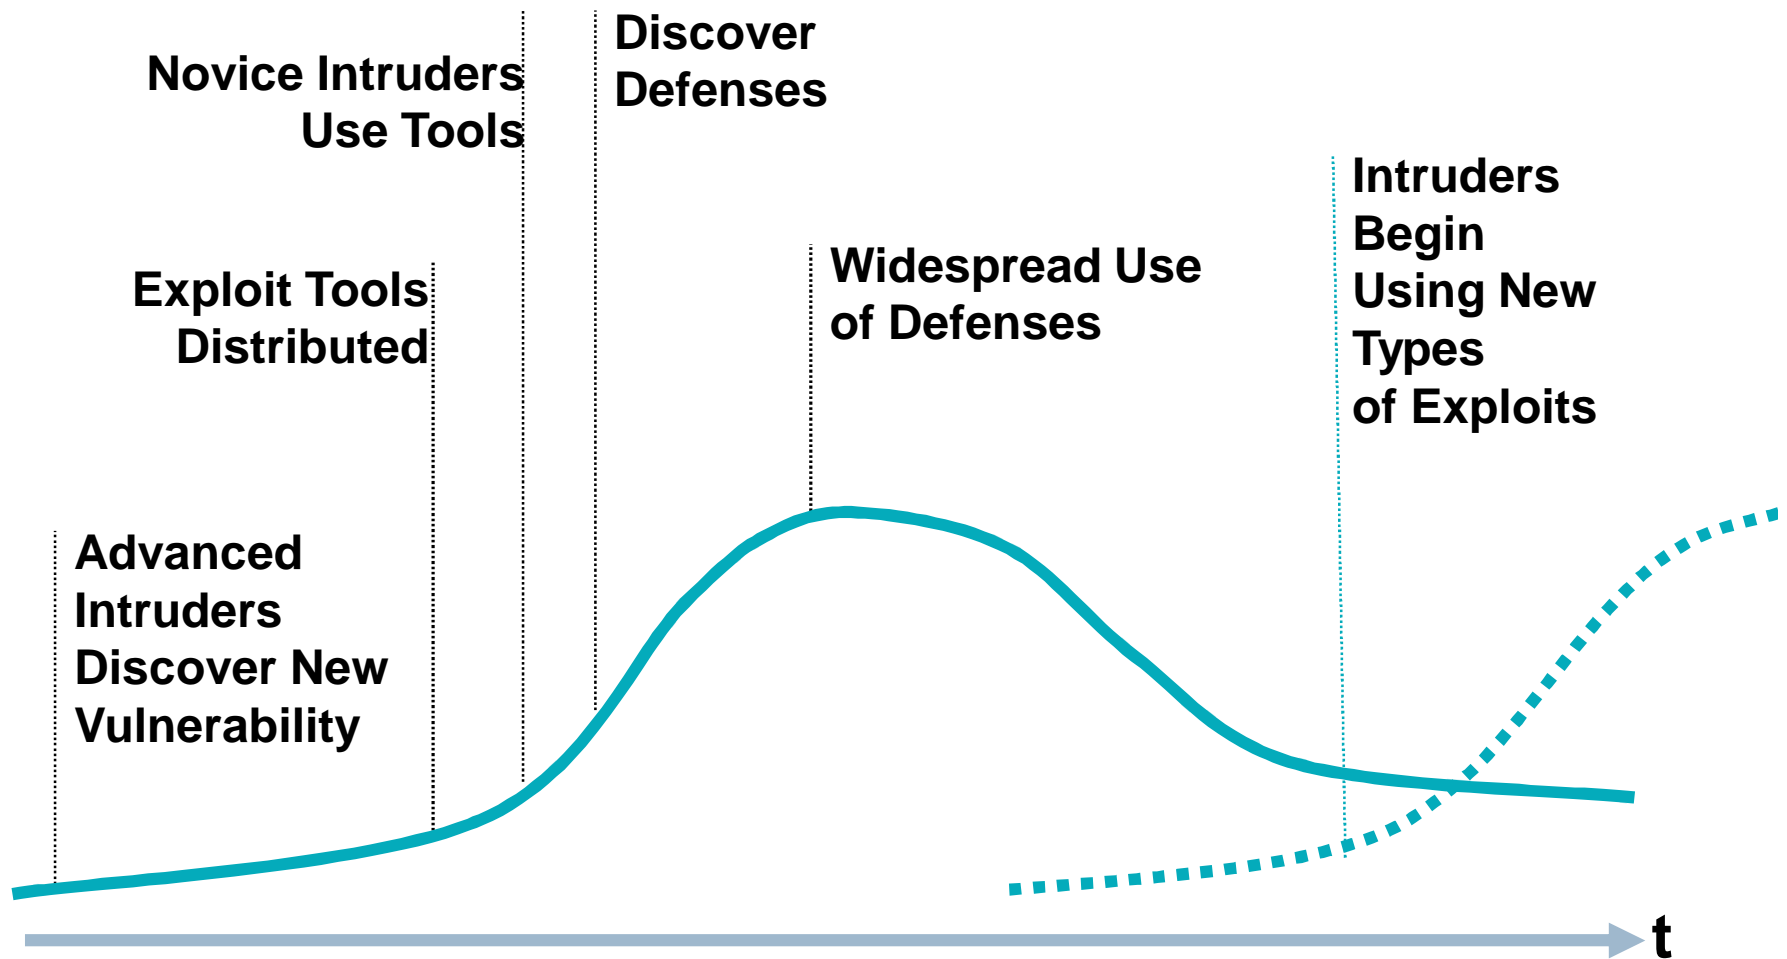 Novice Intruders
Use Tools
Discover
Defenses
Exploit Tools
Distributed
Widespread Use
of Defenses
Intruders
Begin
Using New
Types
of Exploits
Advanced
Intruders
Discover New
Vulnerability
t